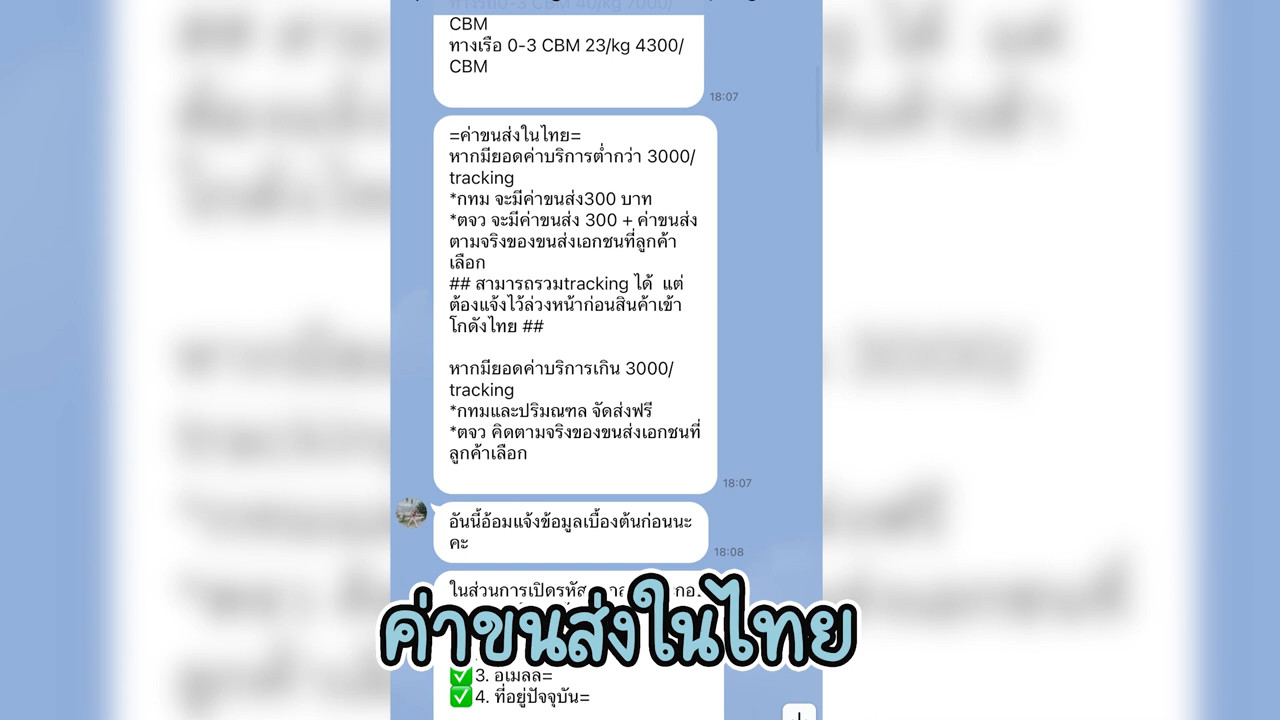 CBM
ทางเรือ 0-3 CBM 23/kg 4300/
CBM
18:07
=ค่าขนส่งในไทย=
หากมียอดค่าบริการต่ำกว่า 3000/
tracking
*กทม จะมีค่าขนส่ง300 บาท
*ตจว จะมีค่าขนส่ง 300 + ค่าขนส่ง
ตามจริงของขนส่งเอกชนที่ลูกค้า
เลือก
## สามารถรวมtracking ได้  แต่
ต้องแจ้งไว้ล่วงหน้าก่อนสินค้าเข้า
โกดังไทย ##
หากมียอดค่าบริการเกิน 3000/
tracking
*กทมและปริมณฑล จัดส่งฟรี
*ตจว คิดตามจริงของขนส่งเอกชนที่
ลูกค้าเลือก
18:07
อันนี้อ้อมแจ้งข้อมูลเบื้องต้นก่อนนะ
คะ
18:08
ในส่วนการเปิดรหัส
ค่าขนส่งในไทย
✅3. อีเมลล์=
✅4. ที่อยู่ปัจจุบัน=